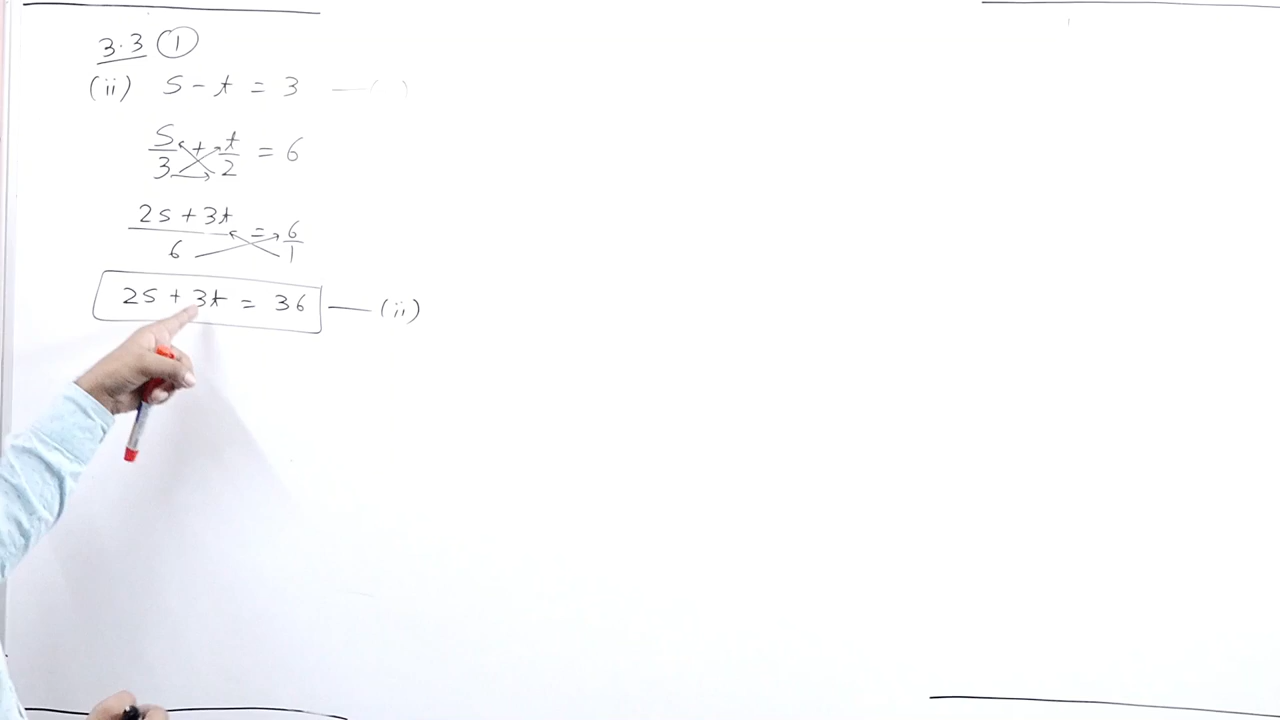 3.3 ①
(ii) s - t = 3 — ( )
s/3 + t/2 = 6
(2s + 3t)/6 = 6/1
2s + 3t = 36 — (ii)